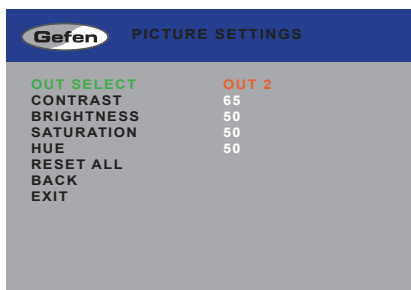 Gefen PICTURE SETTINGS
OUT SELECT OUT 2
CONTRAST 65
BRIGHTNESS 50
SATURATION 50
HUE 50
RESET ALL
BACK
EXIT